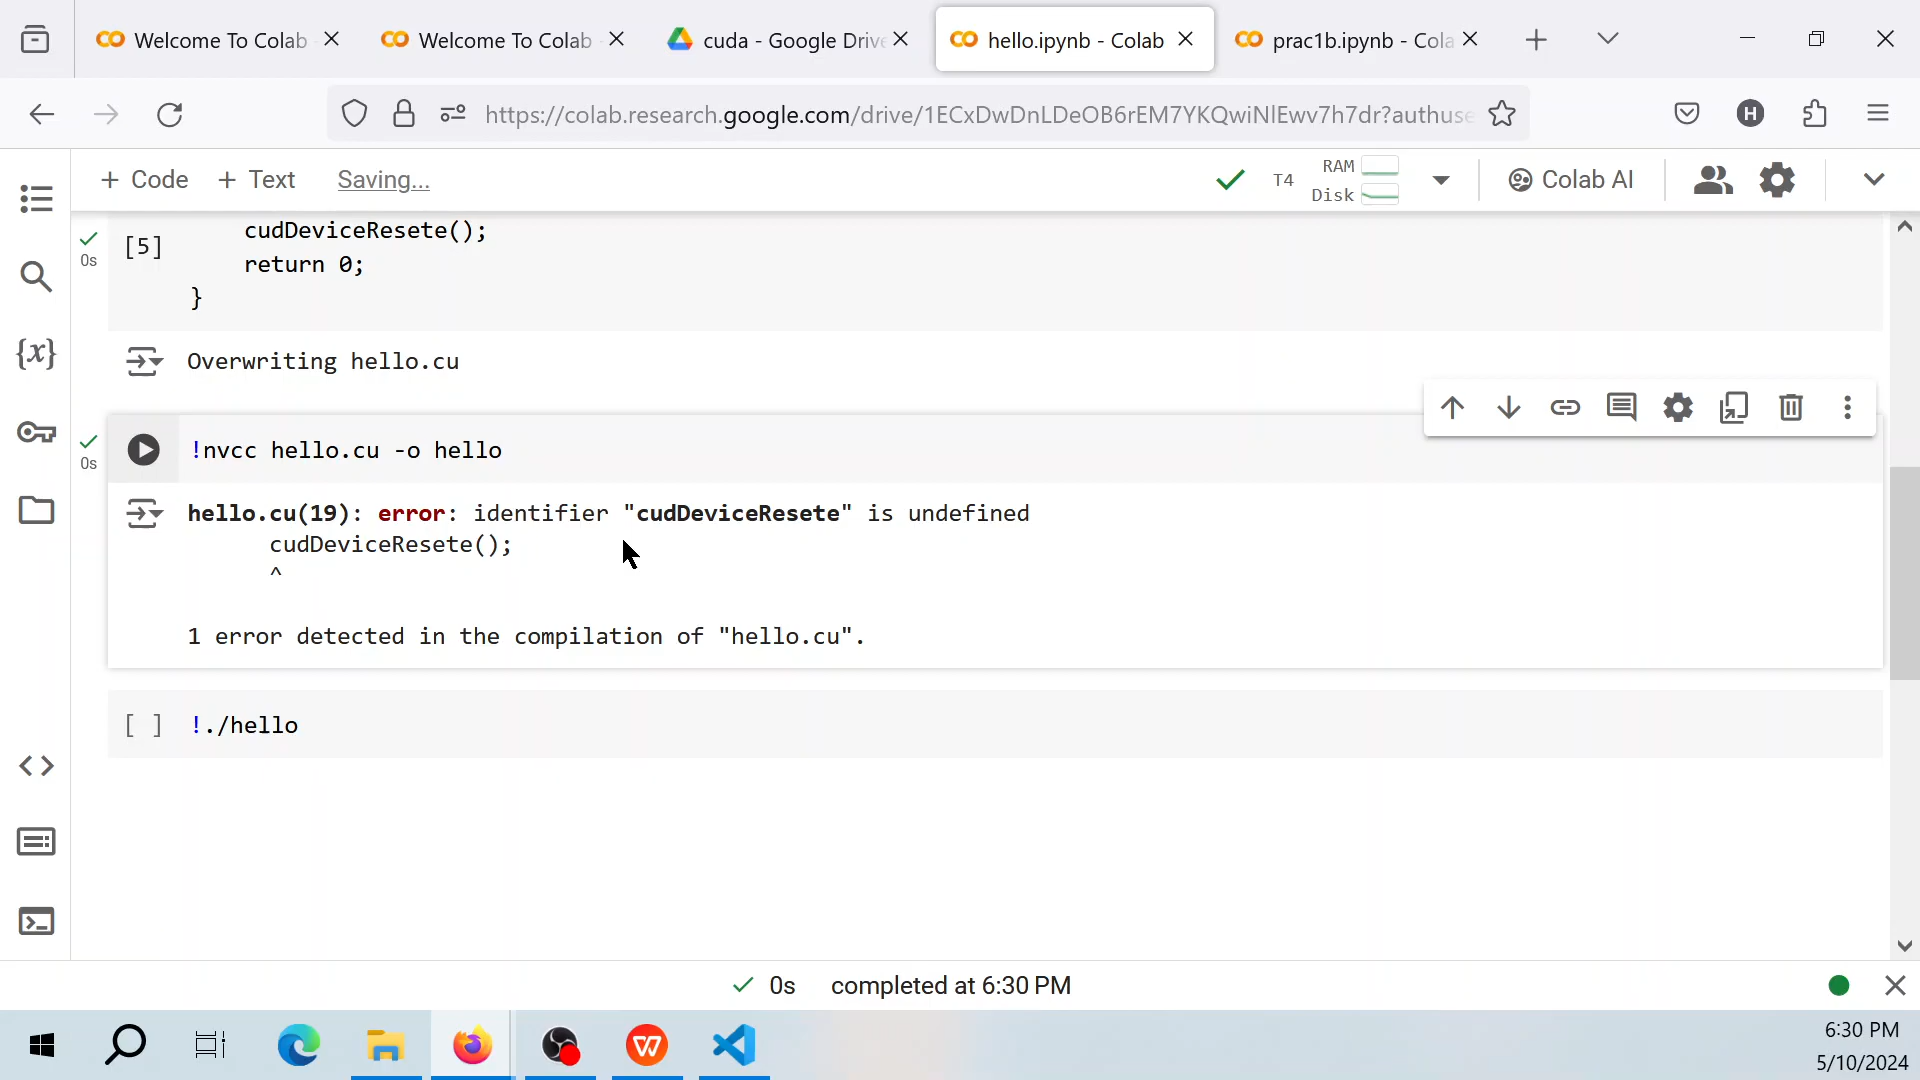 Welcome To Colab
Welcome To Colab
cuda - Google Drive
hello.ipynb - Colab
prac1b.ipynb - Cola
https://colab.research.google.com/drive/1ECxDwDnLDeOB6rEM7YKQwiNlEwv7h7dr?authuse
H
+ Code + Text Saving...
T4
RAM
Disk
Colab AI
{x}
0s
[5]
cudDeviceResete();
return 0;
}
Overwriting hello.cu
0s
!nvcc hello.cu -o hello
hello.cu(19): error: identifier "cudDeviceResete" is undefined
cudDeviceResete();
^
1 error detected in the compilation of "hello.cu".
[ ] !./hello
0s completed at 6:30 PM
6:30 PM
5/10/2024